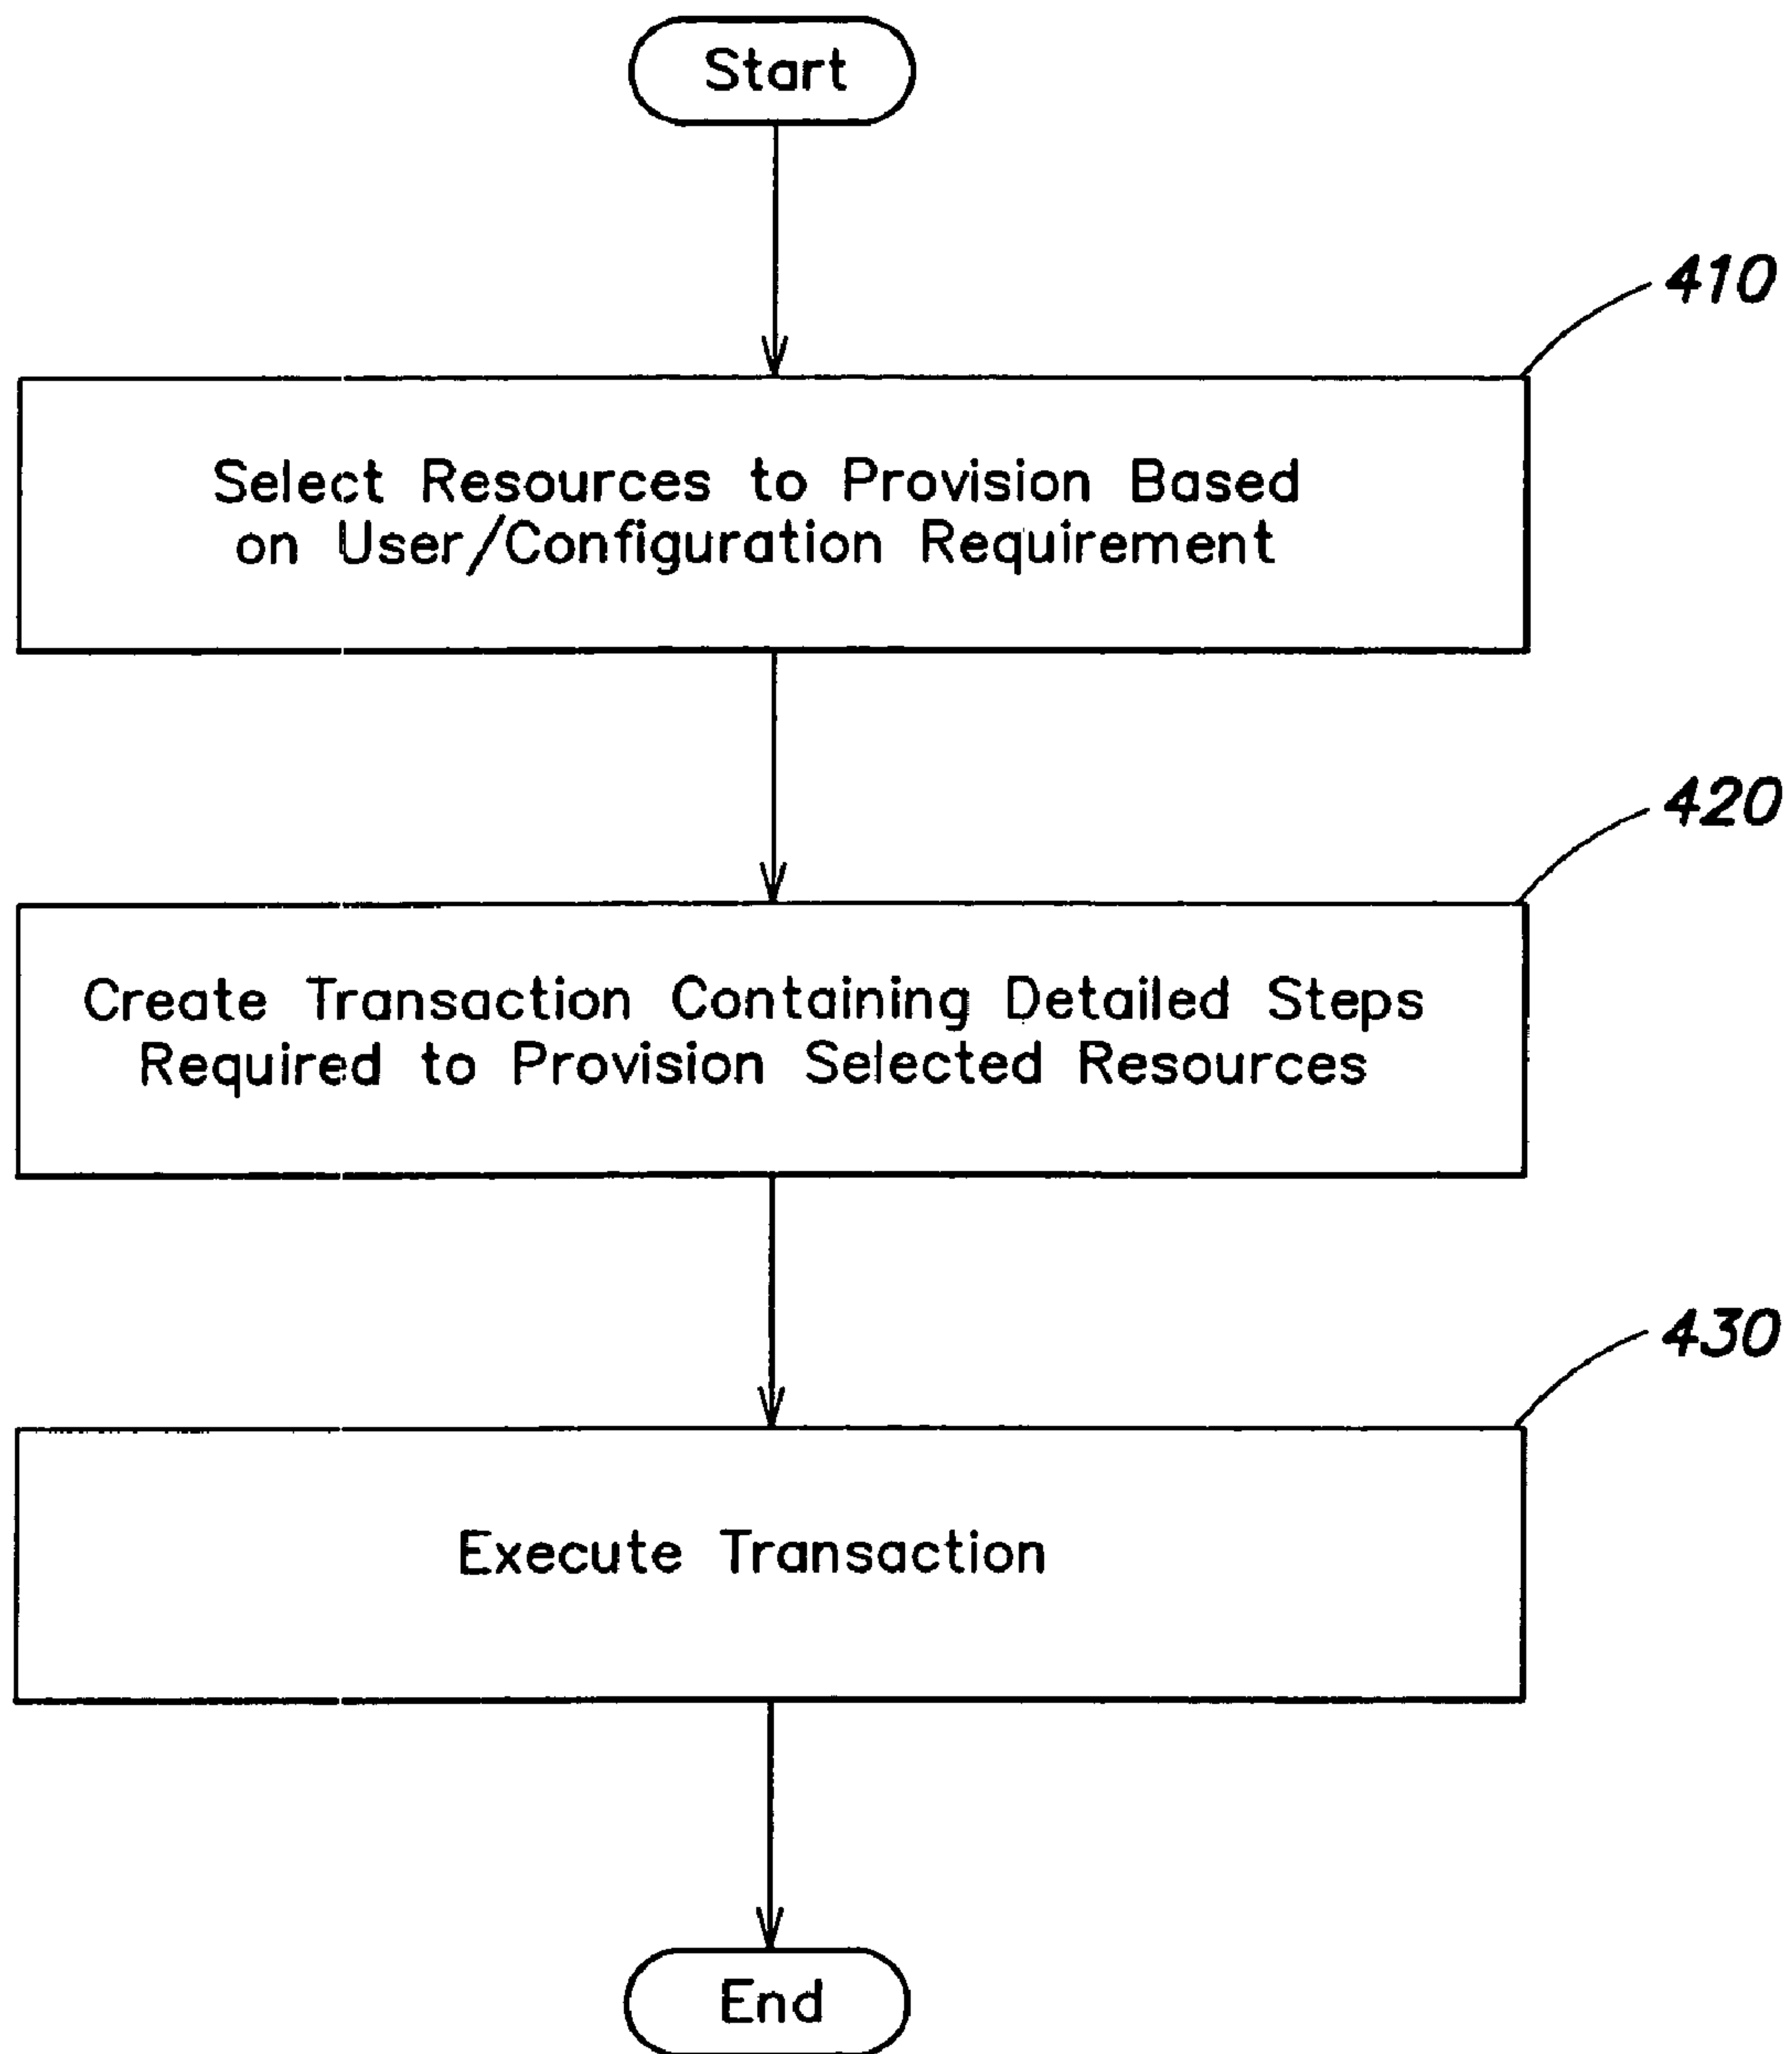 Start
410
Select Resources to Provision Based
on User/Configuration Requirement
420
Create Transaction Containing Detailed Steps
Required to Provision Selected Resources
430
Execute Transaction
End